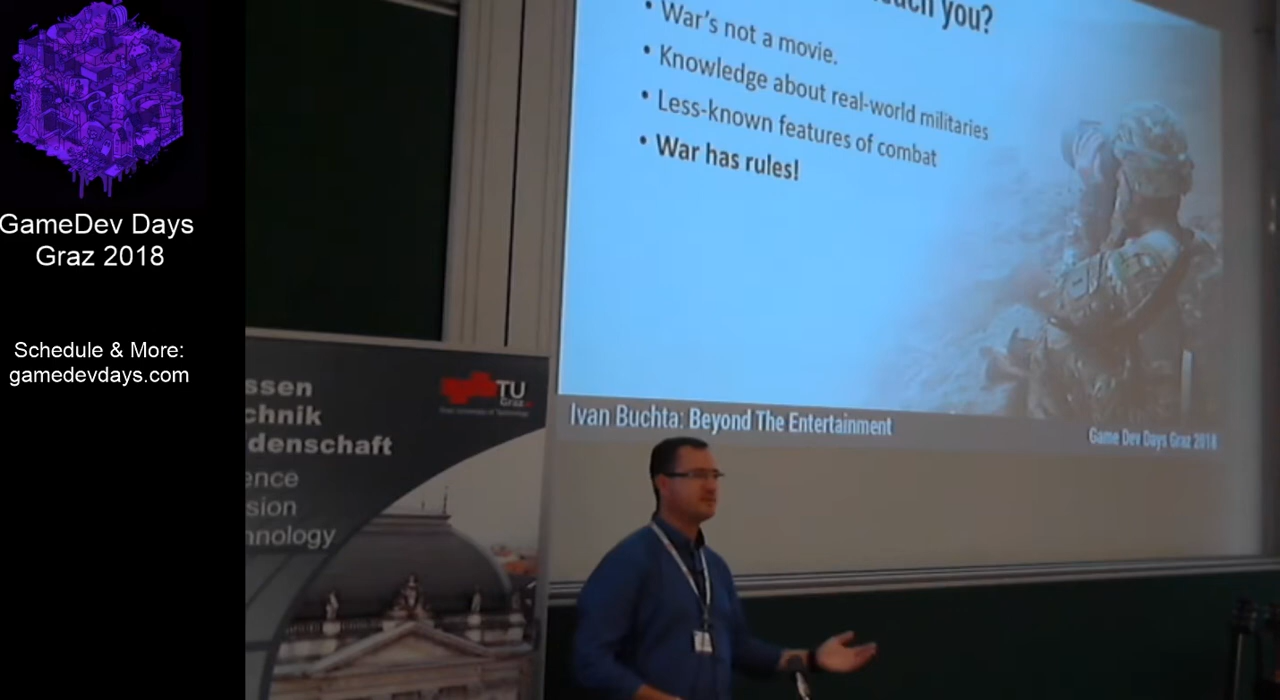 GameDev Days
Graz 2018
Schedule & More:
gamedevdays.com
ssen
chnik
denschaft
ence
sion
hnology
TU
Graz
you?
• War's not a movie.
• Knowledge about real-world militaries
• Less-known features of combat
• War has rules!
Ivan Buchta: Beyond The Entertainment
Game Dev Days Graz 2018